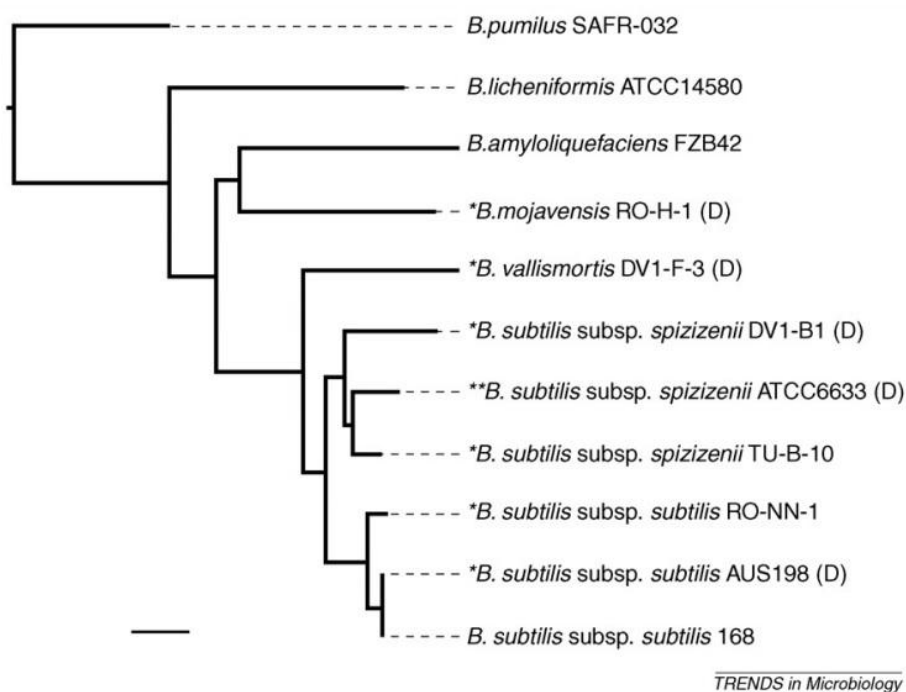 B.pumilus SAFR-032
B.licheniformis ATCC14580
B.amyloliquefaciens FZB42
*B.mojavensis RO-H-1 (D)
*B. vallismortis DV1-F-3 (D)
*B. subtilis subsp. spizizenii DV1-B1 (D)
**B. subtilis subsp. spizizenii ATCC6633 (D)
*B. subtilis subsp. spizizenii TU-B-10
*B. subtilis subsp. subtilis RO-NN-1
*B. subtilis subsp. subtilis AUS198 (D)
B. subtilis subsp. subtilis 168
TRENDS in Microbiology